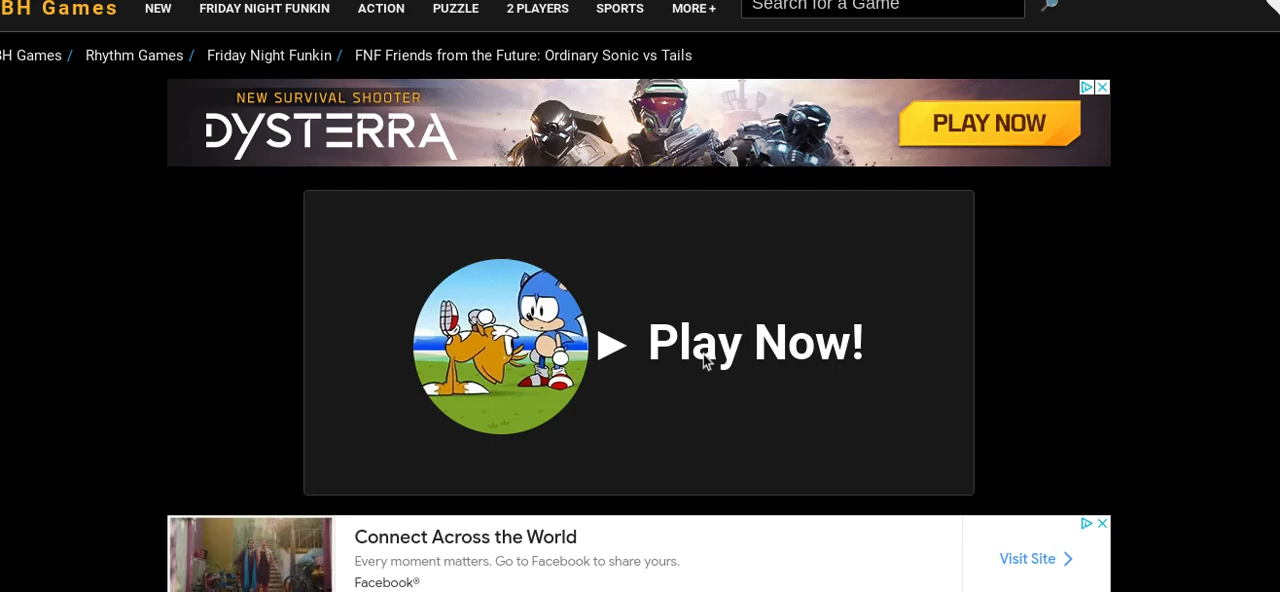 BH Games NEW FRIDAY NIGHT FUNKIN ACTION PUZZLE 2 PLAYERS SPORTS MORE + Search for a Game
BH Games / Rhythm Games / Friday Night Funkin / FNF Friends from the Future: Ordinary Sonic vs Tails
NEW SURVIVAL SHOOTER
DYSTERRA
PLAY NOW
Play Now!
Connect Across the World
Every moment matters. Go to Facebook to share yours.
Facebook®
Visit Site